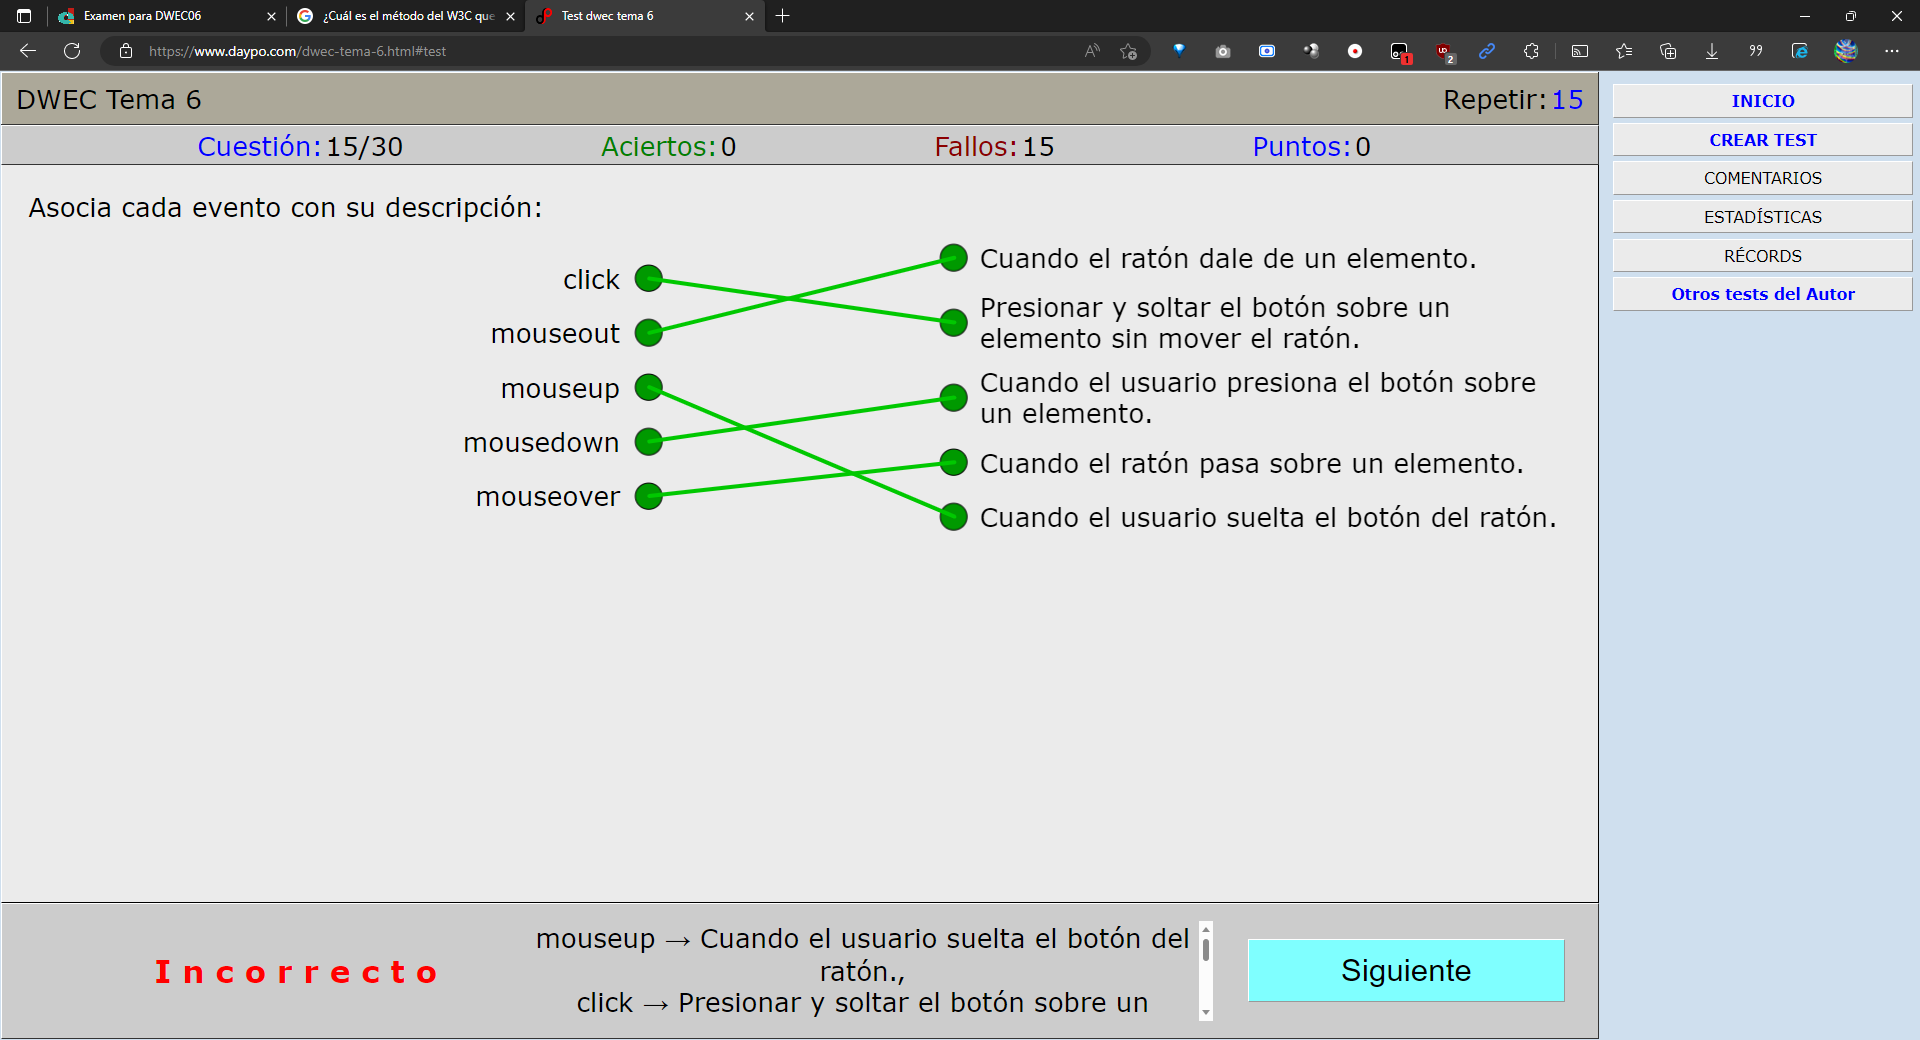 Examen para DWEC06
¿Cuál es el método del W3C que
Test dwec tema 6
https://www.daypo.com/dwec-tema-6.html#test
1
2
DWEC Tema 6
Repetir: 15
Cuestión: 15/30
Aciertos: 0
Fallos: 15
Puntos: 0
INICIO
CREAR TEST
COMENTARIOS
ESTADÍSTICAS
RÉCORDS
Otros tests del Autor
Asocia cada evento con su descripción:
click
mouseout
mouseup
mousedown
mouseover
Cuando el ratón dale de un elemento.
Presionar y soltar el botón sobre un
elemento sin mover el ratón.
Cuando el usuario presiona el botón sobre
un elemento.
Cuando el ratón pasa sobre un elemento.
Cuando el usuario suelta el botón del ratón.
Incorrecto
mouseup → Cuando el usuario suelta el botón del
ratón.,
click → Presionar y soltar el botón sobre un
Siguiente